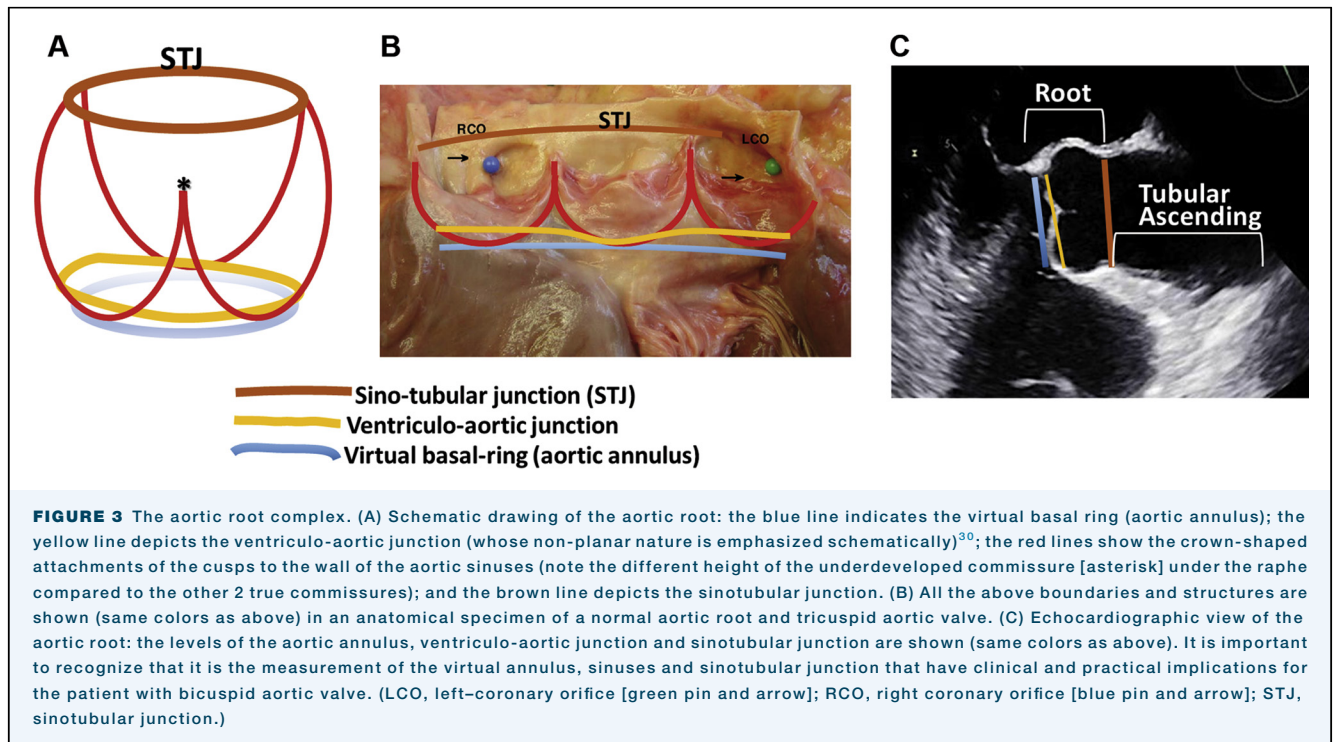 A
STJ
*
B
RCO
STJ
LCO
C
Root
Tubular
Ascending
Sino-tubular junction (STJ)
Ventriculo-aortic junction
Virtual basal-ring (aortic annulus)
FIGURE 3 The aortic root complex. (A) Schematic drawing of the aortic root: the blue line indicates the virtual basal ring (aortic annulus); the
yellow line depicts the ventriculo-aortic junction (whose non-planar nature is emphasized schematically)30; the red lines show the crown-shaped
attachments of the cusps to the wall of the aortic sinuses (note the different height of the underdeveloped commissure [asterisk] under the raphe
compared to the other 2 true commissures); and the brown line depicts the sinotubular junction. (B) All the above boundaries and structures are
shown (same colors as above) in an anatomical specimen of a normal aortic root and tricuspid aortic valve. (C) Echocardiographic view of the
aortic root: the levels of the aortic annulus, ventriculo-aortic junction and sinotubular junction are shown (same colors as above). It is important
to recognize that it is the measurement of the virtual annulus, sinuses and sinotubular junction that have clinical and practical implications for
the patient with bicuspid aortic valve. (LCO, left–coronary orifice [green pin and arrow]; RCO, right coronary orifice [blue pin and arrow]; STJ,
sinotubular junction.)